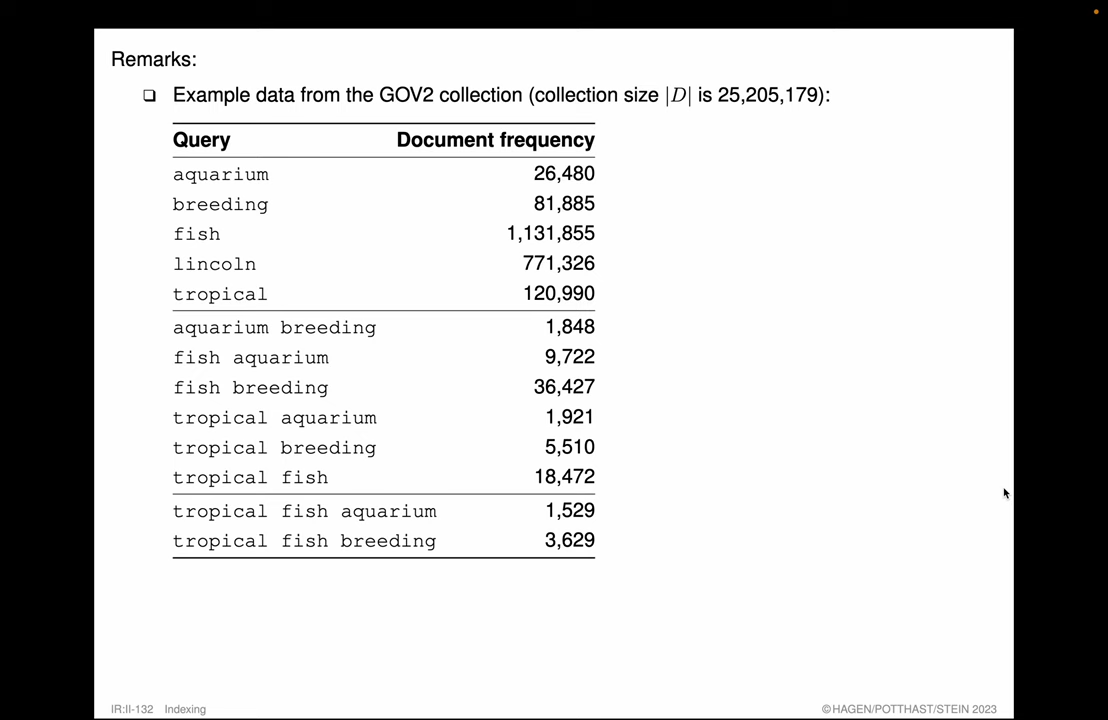 Remarks:
❑ Example data from the GOV2 collection (collection size |D| is 25,205,179):
Query Document frequency
aquarium 26,480
breeding 81,885
fish 1,131,855
lincoln 771,326
tropical 120,990
aquarium breeding 1,848
fish aquarium 9,722
fish breeding 36,427
tropical aquarium 1,921
tropical breeding 5,510
tropical fish 18,472
tropical fish aquarium 1,529
tropical fish breeding 3,629
IR:II-132 Indexing ©HAGEN/POTTHAST/STEIN 2023